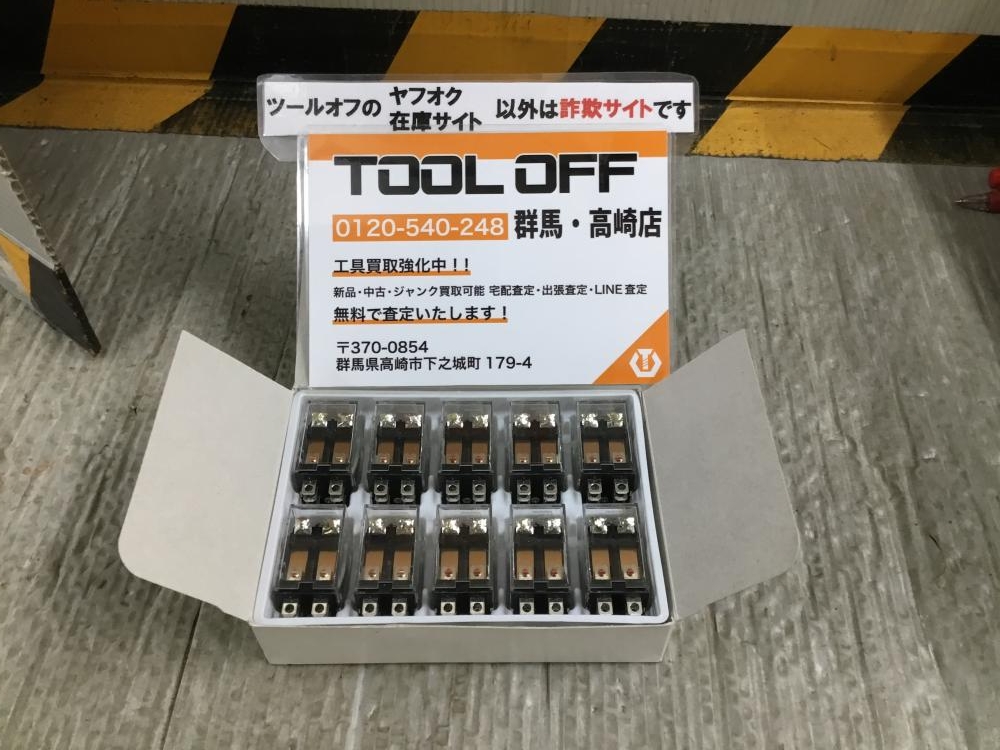 ツールオフの ヤフオク 在庫サイト 以外は詐欺サイトです
TOOL OFF
0120-540-248 群馬・高崎店
工具買取強化中!!
新品・中古・ジャンク買取可能 宅配査定・出張査定・LINE査定
無料で査定いたします!
〒370-0854
群馬県高崎市下之城町 179-4